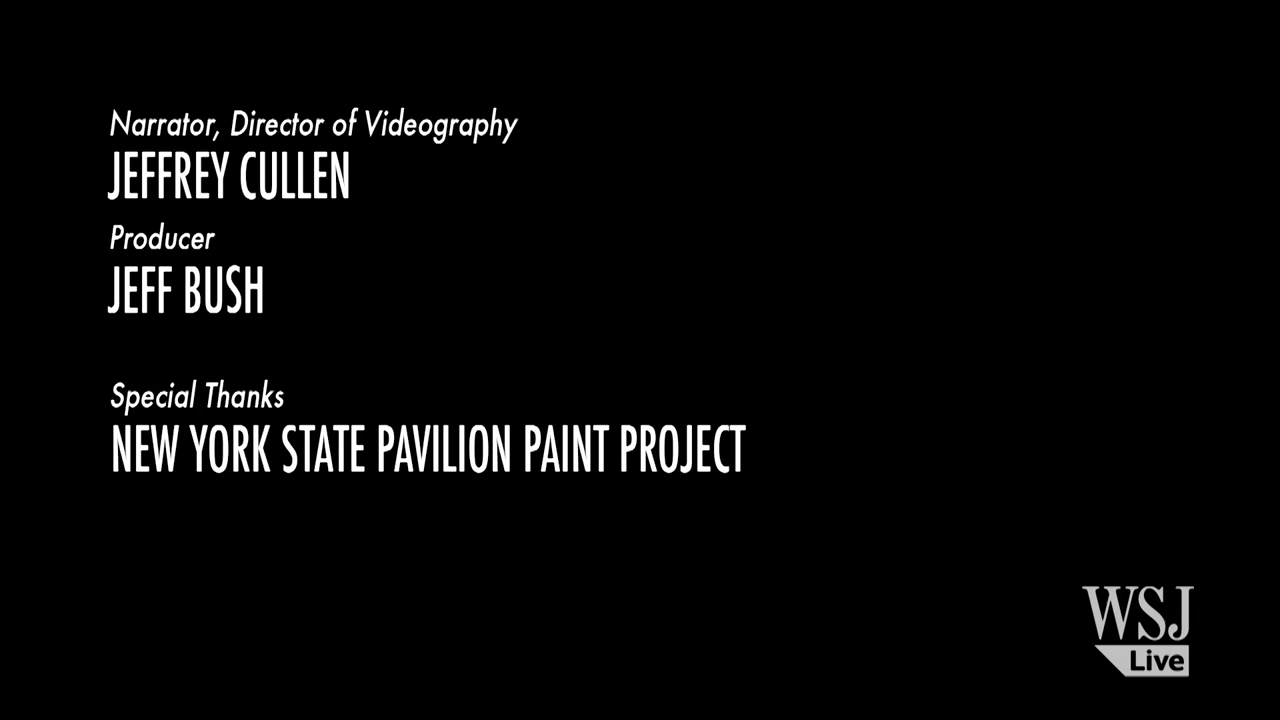 Narrator, Director of Videography
JEFFREY CULLEN
Producer
JEFF BUSH
Special Thanks
NEW YORK STATE PAVILION PAINT PROJECT
WSJ
Live